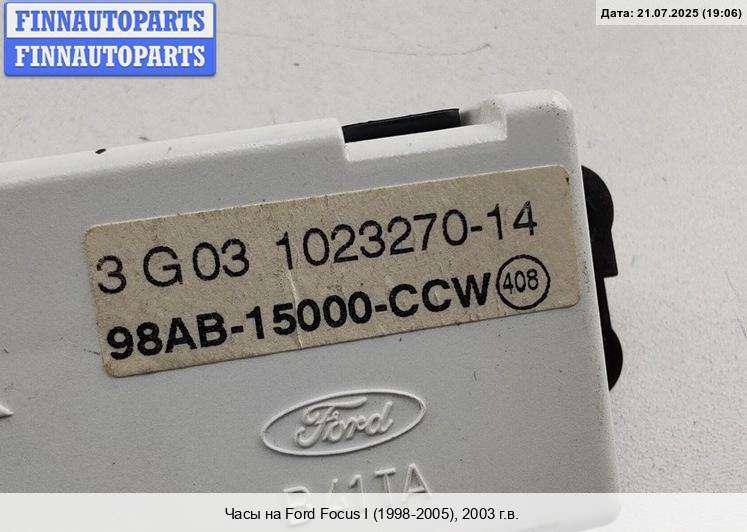 FINNAUTOPARTS
FINNAUTOPARTS
Дата: 21.07.2025 (19:06)
3 G03 1023270-14
98AB-15000-CCW 408
Ford
Часы на Ford Focus I (1998-2005), 2003 г.в.